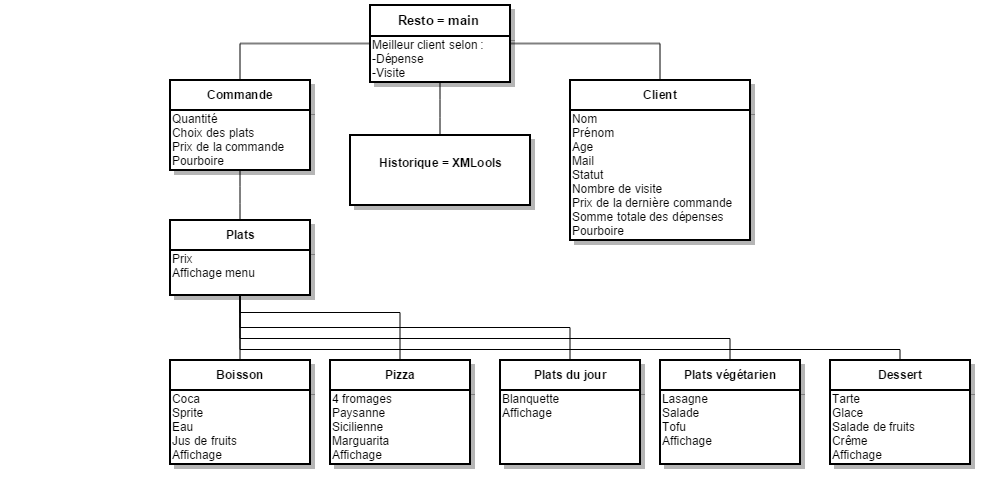 Resto = main
Meilleur client selon :
-Dépense
-Visite
Commande
Quantité
Choix des plats
Prix de la commande
Pourboire
Historique = XMLools
Client
Nom
Prénom
Age
Mail
Statut
Nombre de visite
Prix de la dernière commande
Somme totale des dépenses
Pourboire
Plats
Prix
Affichage menu
Boisson
Coca
Sprite
Eau
Jus de fruits
Affichage
Pizza
4 fromages
Paysanne
Sicilienne
Marguarita
Affichage
Plats du jour
Blanquette
Affichage
Plats végétarien
Lasagne
Salade
Tofu
Affichage
Dessert
Tarte
Glace
Salade de fruits
Crême
Affichage